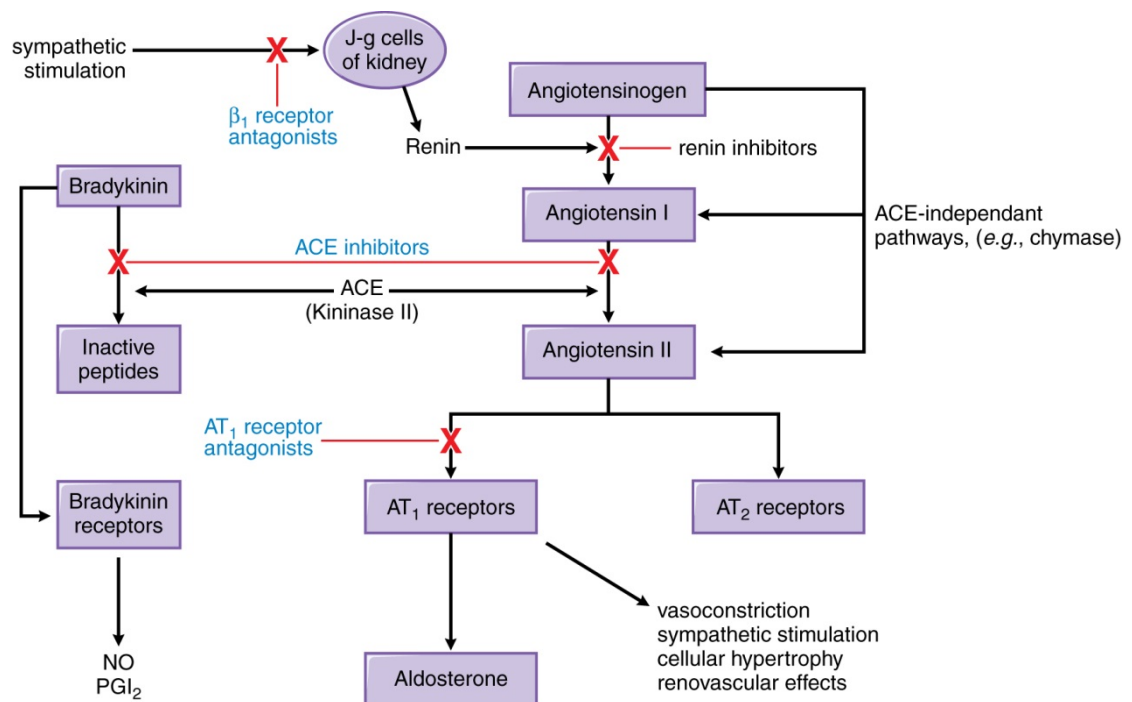 sympathetic
stimulation
J-g cells
of kidney
β₁ receptor
antagonists
Renin
Angiotensinogen
renin inhibitors
Bradykinin
Angiotensin I
ACE-independant
pathways, (e.g., chymase)
ACE inhibitors
ACE
(Kininase II)
Inactive
peptides
Angiotensin II
AT₁ receptor
antagonists
Bradykinin
receptors
AT₁ receptors
AT₂ receptors
vasoconstriction
sympathetic stimulation
cellular hypertrophy
renovascular effects
NO
PGI₂
Aldosterone